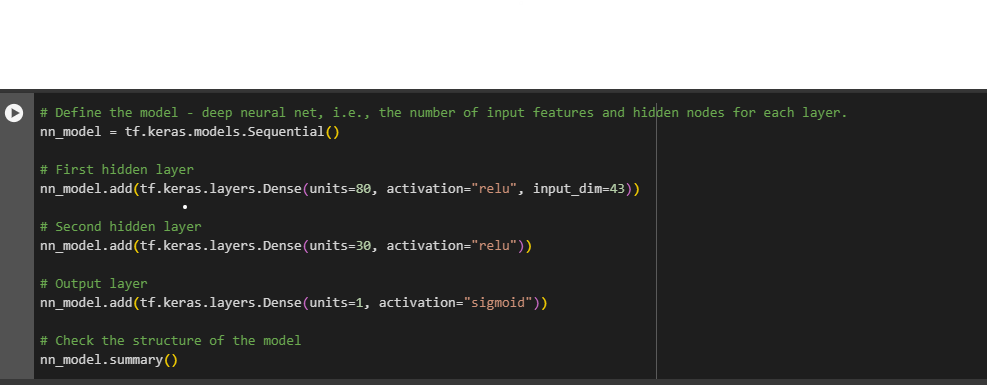 # Define the model - deep neural net, i.e., the number of input features and hidden nodes for each layer.
nn_model = tf.keras.models.Sequential()
# First hidden layer
nn_model.add(tf.keras.layers.Dense(units=80, activation="relu", input_dim=43))
# Second hidden layer
nn_model.add(tf.keras.layers.Dense(units=30, activation="relu"))
# Output layer
nn_model.add(tf.keras.layers.Dense(units=1, activation="sigmoid"))
# Check the structure of the model
nn_model.summary()